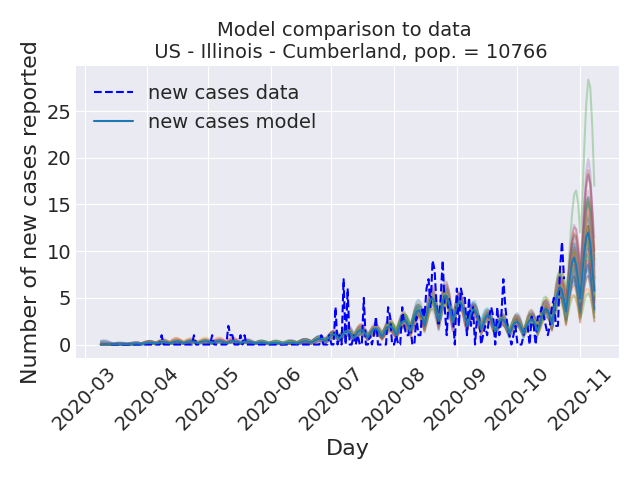 Model comparison to data
US - Illinois - Cumberland, pop. = 10766
Number of new cases reported
25
20
15
10
5
0
new cases data
new cases model
2020-03
2020-04
2020-05
2020-06
2020-07
2020-08
2020-09
2020-10
2020-11
Day